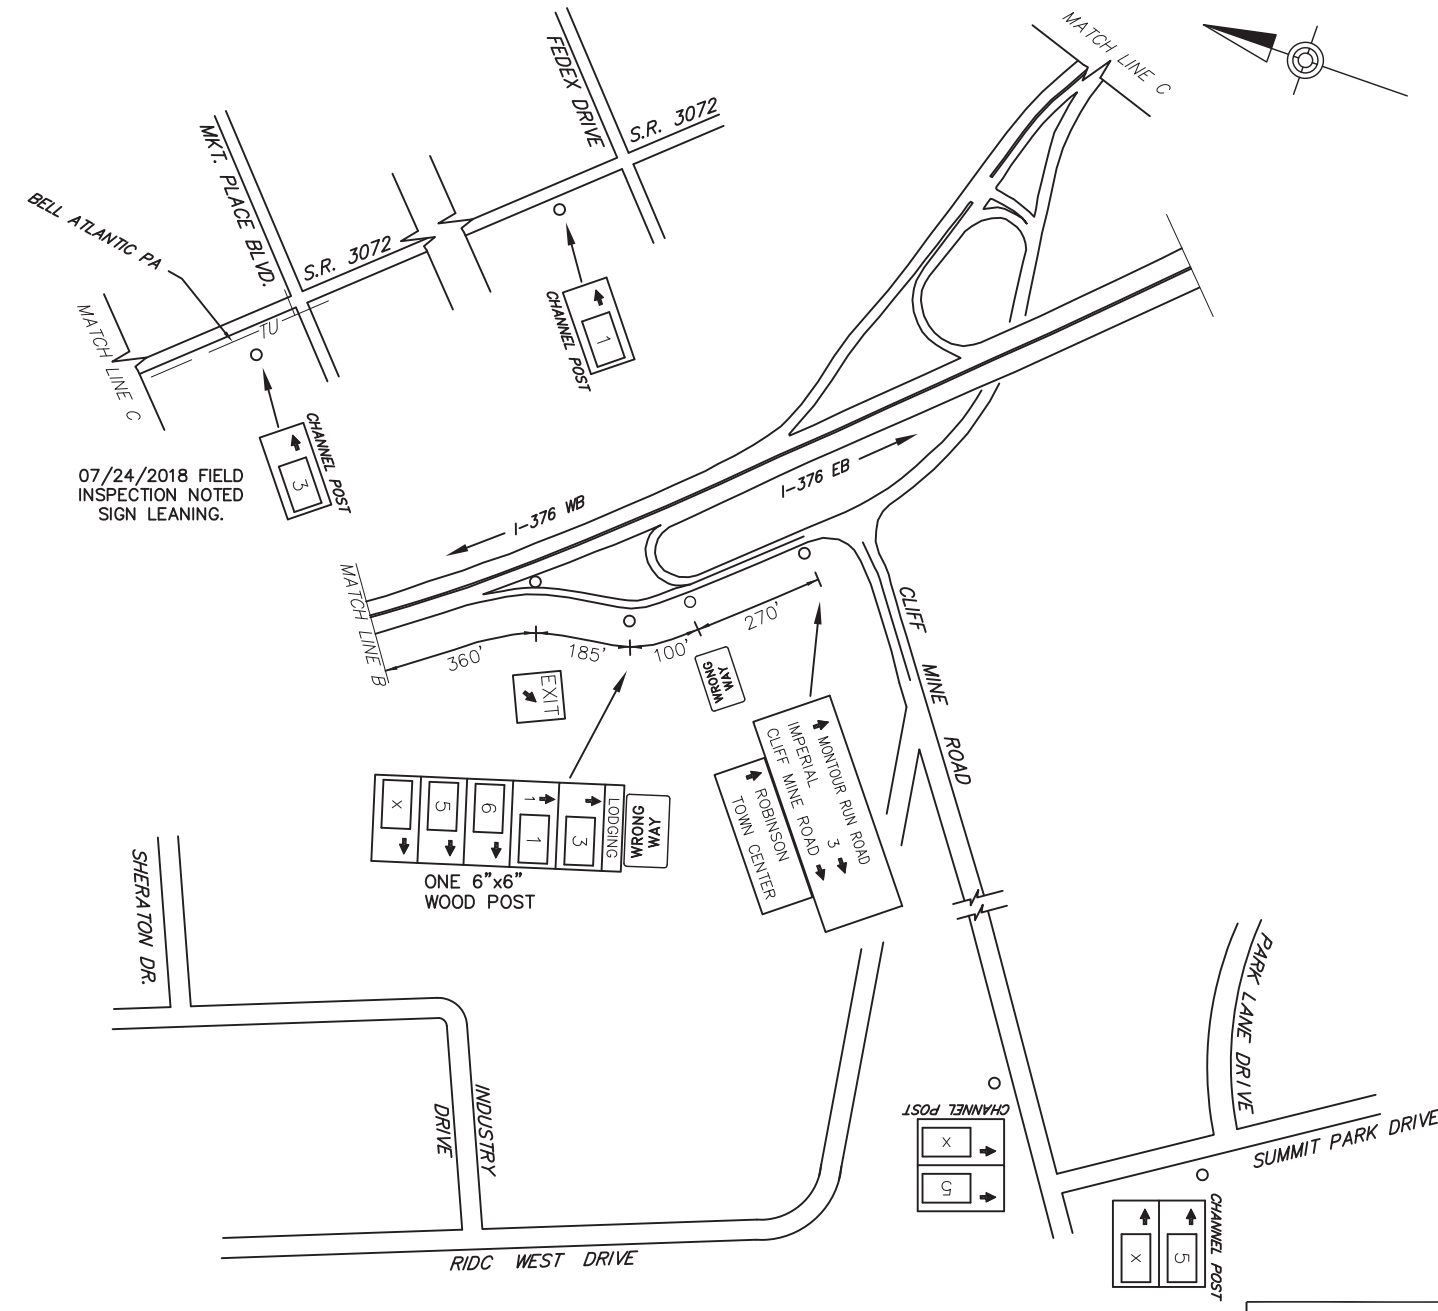 MATCH LINE C
FEDEX DRIVE
S.R. 3072
MKT. PLACE BLVD.
BELL ATLANTIC PA
S.R. 3072
TU
MATCH LINE C
1
CHANNEL POST
3
CHANNEL POST
07/24/2018 FIELD
INSPECTION NOTED
SIGN LEANING.
I-376 WB
I-376 EB
MATCH LINE B
360'
185'
100'
270'
EXIT
WRONG
WAY
CLIFF MINE ROAD
MONTOUR RUN ROAD
IMPERIAL 3
CLIFF MINE ROAD
ROBINSON
TOWN CENTER
LODGING
3
1
1
6
5
X
WRONG
WAY
ONE 6"x6"
WOOD POST
SHERATON DR.
INDUSTRY
DRIVE
RIDC WEST DRIVE
CHANNEL POST
X
5
PARK LANE DRIVE
SUMMIT PARK DRIVE
X
5
CHANNEL POST